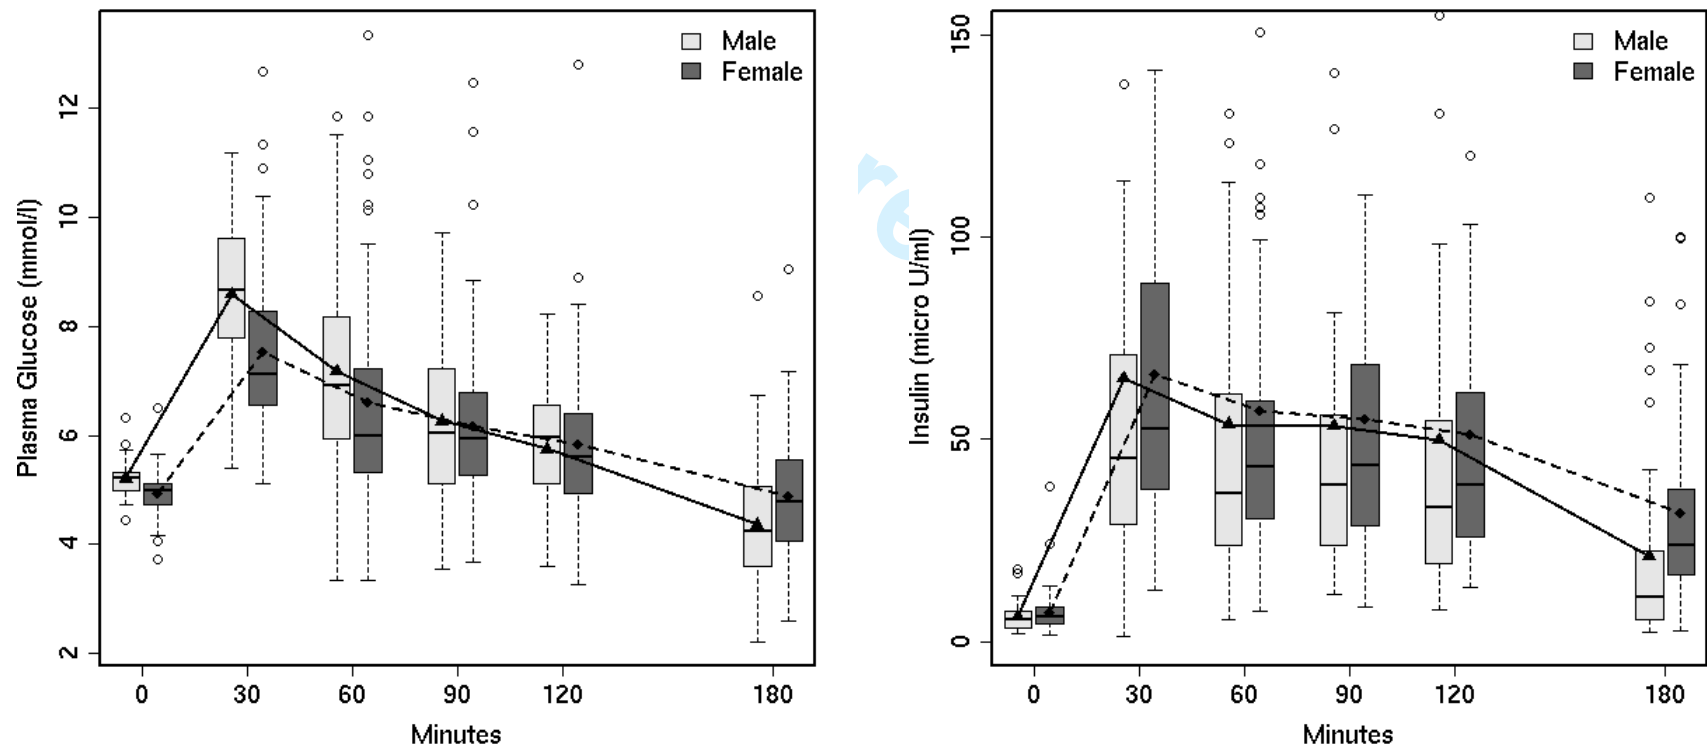 Male
Female
Plasma Glucose (mmol/l)
12
10
8
6
4
2
0 30 60 90 120 180
Minutes
re
Male
Female
Insulin (micro U/ml)
150
100
50
0
0 30 60 90 120 180
Minutes